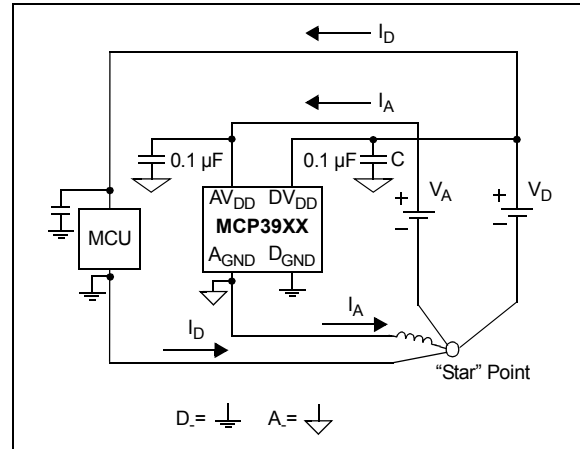 I_D
I_A
0.1 µF
0.1 µF
C
V_A
V_D
+
+
AV_DD DV_DD
MCP39XX
-
-
MCU
A_GND D_GND
I_D
I_A
"Star" Point
D_-=
A_-=